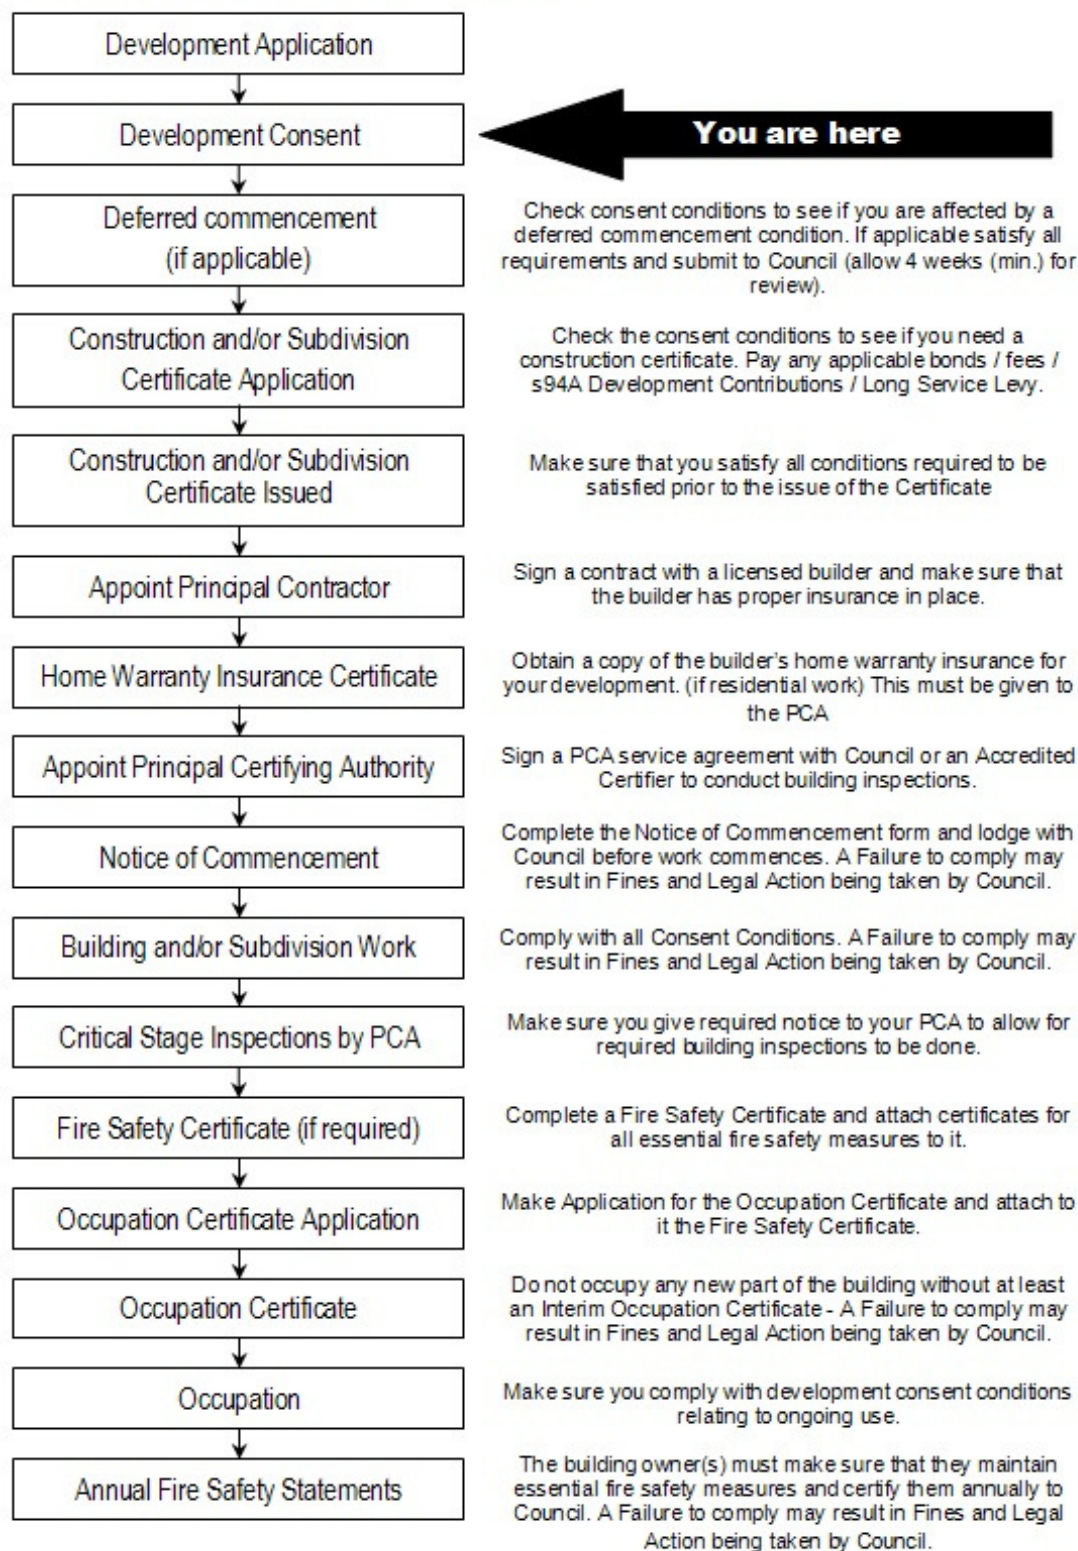 Development Application
Development Consent
You are here
Deferred commencement
(if applicable)
Check consent conditions to see if you are affected by a
deferred commencement condition. If applicable satisfy all
requirements and submit to Council (allow 4 weeks (min.) for
review).
Construction and/or Subdivision
Certificate Application
Check the consent conditions to see if you need a
construction certificate. Pay any applicable bonds / fees /
s94A Development Contributions / Long Service Levy.
Construction and/or Subdivision
Certificate Issued
Make sure that you satisfy all conditions required to be
satisfied prior to the issue of the Certificate
Appoint Principal Contractor
Sign a contract with a licensed builder and make sure that
the builder has proper insurance in place.
Home Warranty Insurance Certificate
Obtain a copy of the builder's home warranty insurance for
your development. (if residential work) This must be given to
the PCA
Appoint Principal Certifying Authority
Sign a PCA service agreement with Council or an Accredited
Certifier to conduct building inspections.
Notice of Commencement
Complete the Notice of Commencement form and lodge with
Council before work commences. A Failure to comply may
result in Fines and Legal Action being taken by Council.
Building and/or Subdivision Work
Comply with all Consent Conditions. A Failure to comply may
result in Fines and Legal Action being taken by Council.
Critical Stage Inspections by PCA
Make sure you give required notice to your PCA to allow for
required building inspections to be done.
Fire Safety Certificate (if required)
Complete a Fire Safety Certificate and attach certificates for
all essential fire safety measures to it.
Occupation Certificate Application
Make Application for the Occupation Certificate and attach to
it the Fire Safety Certificate.
Occupation Certificate
Do not occupy any new part of the building without at least
an Interim Occupation Certificate - A Failure to comply may
result in Fines and Legal Action being taken by Council.
Occupation
Make sure you comply with development consent conditions
relating to ongoing use.
Annual Fire Safety Statements
The building owner(s) must make sure that they maintain
essential fire safety measures and certify them annually to
Council. A Failure to comply may result in Fines and Legal
Action being taken by Council.